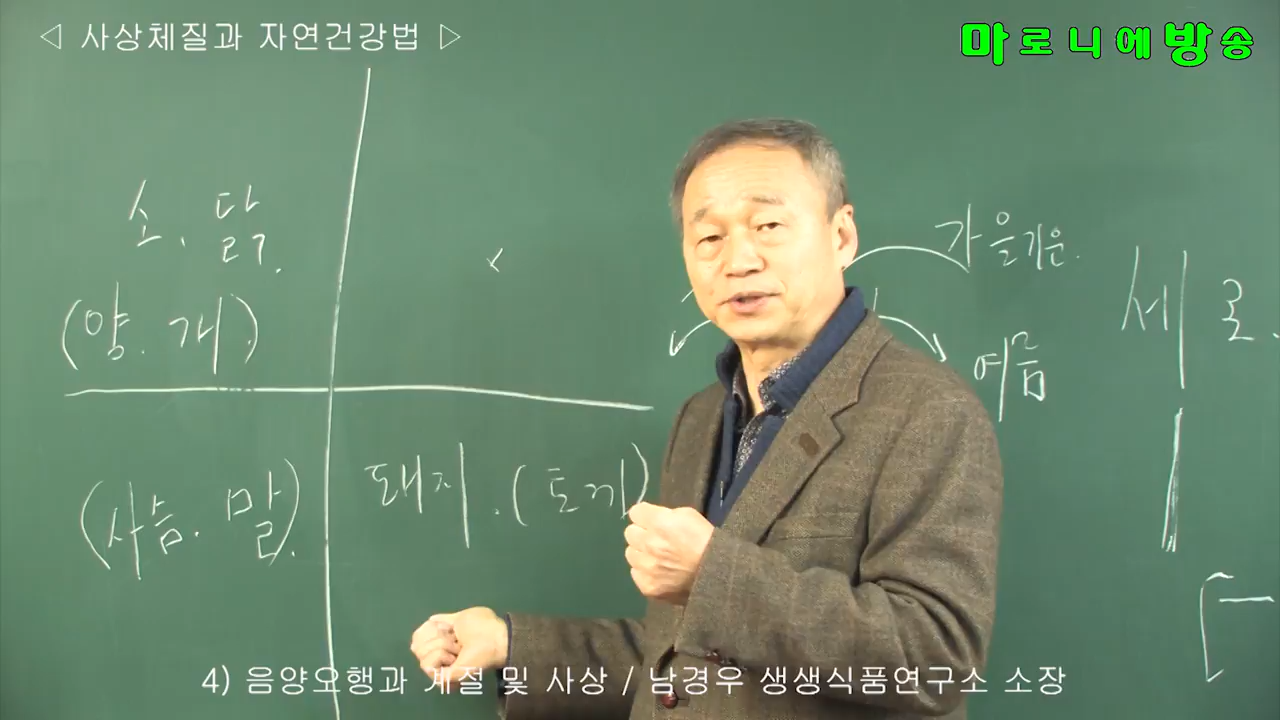 ◁ 사상체질과 자연건강법 ▷
마로니에방송
소. 닭.
(양. 개.)
(사슴. 말).
돼지. (토끼)
가을기운.
여름
세로.
4) 음양오행과 계절 및 사상 / 남경우 생생식품연구소 소장